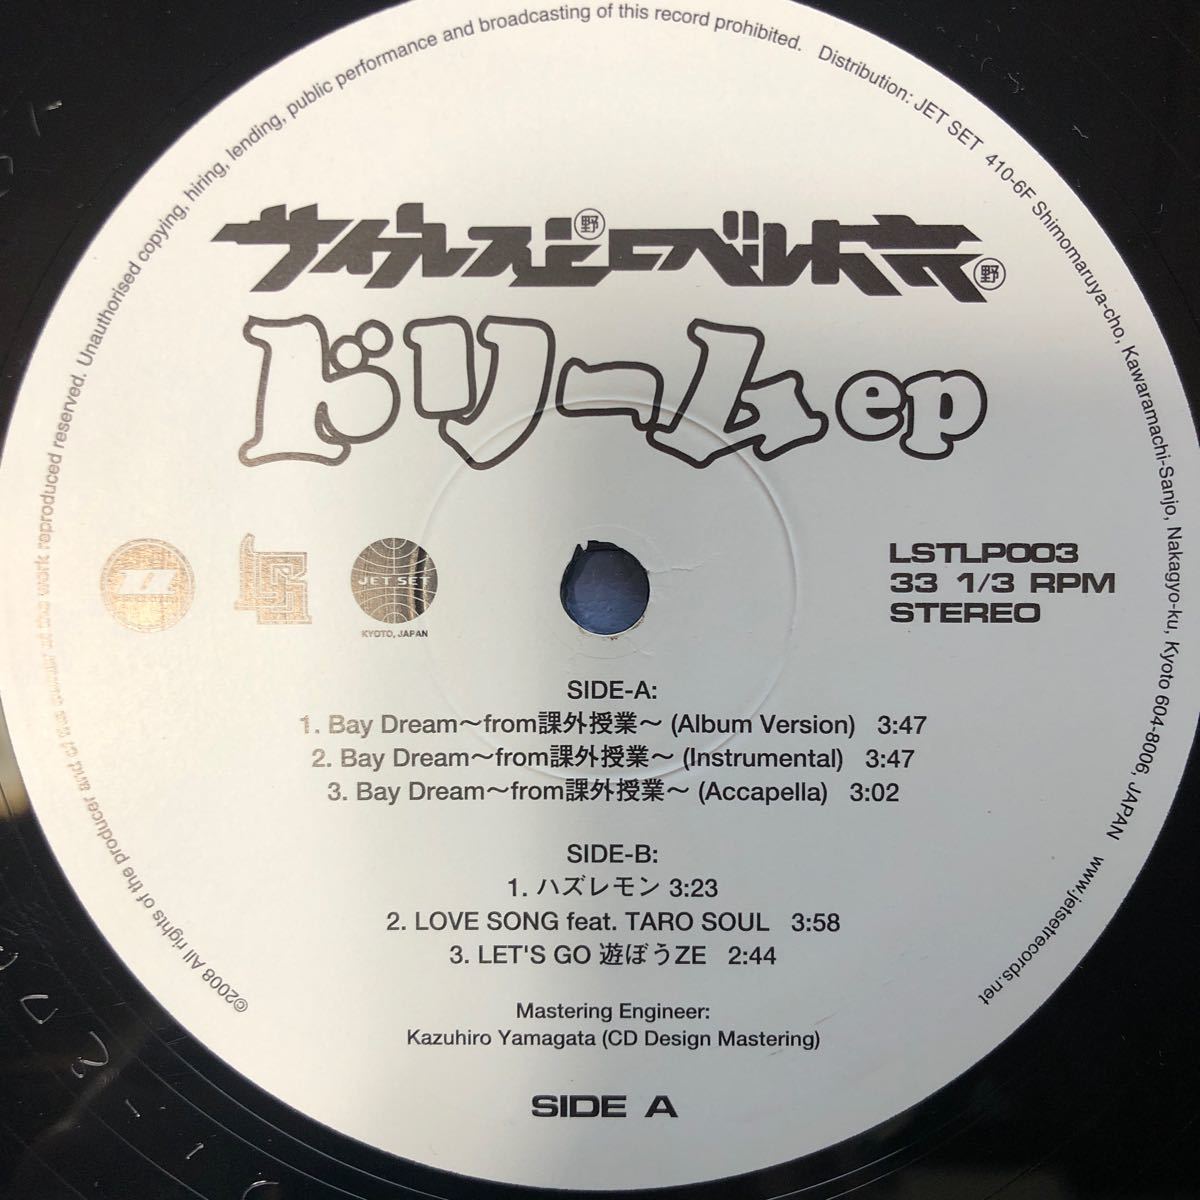 ©2008 All rights of the producer and of the owner of the work reproduced reserved. Unauthorised copying, hiring, lending, public performance and broadcasting of this record prohibited. Distribution: JET SET 410-6F Shimomaruya-cho, Kawaramachi-Sanjo, Nakagyo-ku, Kyoto 604-8006, JAPAN www.jetsetrecords.net
サイプレス上野とロベルト吉野
ドリームep
JET SET
KYOTO, JAPAN
LSTLP003
33 1/3 RPM
STEREO
SIDE-A:
1. Bay Dream〜from課外授業〜 (Album Version) 3:47
2. Bay Dream〜from課外授業〜 (Instrumental) 3:47
3. Bay Dream〜from課外授業〜 (Accapella) 3:02
SIDE-B:
1. ハズレモン 3:23
2. LOVE SONG feat. TARO SOUL 3:58
3. LET'S GO 遊ぼうZE 2:44
Mastering Engineer:
Kazuhiro Yamagata (CD Design Mastering)
SIDE A